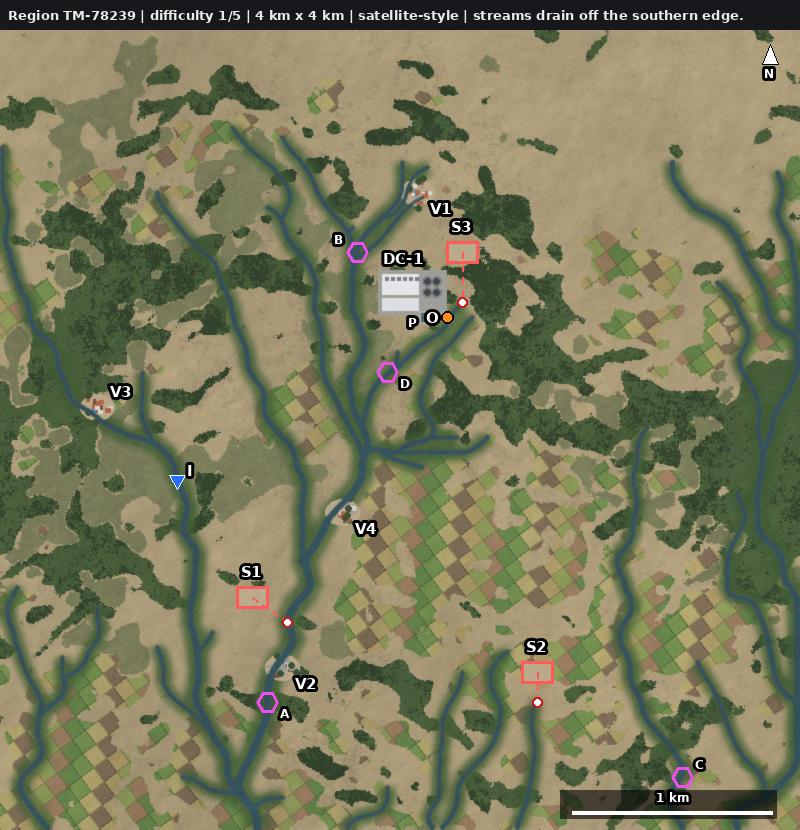 Region TM-78239 | difficulty 1/5 | 4 km x 4 km | satellite-style | streams drain off the southern edge.
N
V1
S3
B
DC-1
P O
D
V3
I
V4
S1
S2
V2
A
C
1 km